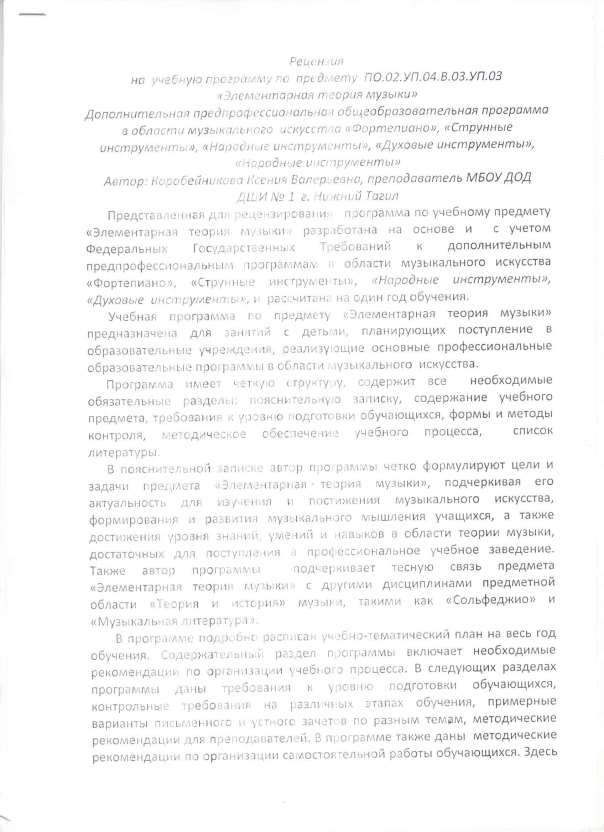 Рецензия
на учебную программу по предмету ПО.02.УП.04.В.03.УП.03
«Элементарная теория музыки»
Дополнительная предпрофессиональная общеобразовательная программа
в области музыкального искусства «Фортепиано», «Струнные
инструменты», «Народные инструменты», «Духовые инструменты»,
«Народные инструменты»
Автор: Коробейникова Ксения Валерьевна, преподаватель МБОУ ДОД
ДШИ № 1 г. Нижний Тагил
Представленная для рецензирования программа по учебному предмету
«Элементарная теория музыки» разработана на основе и с учетом
Федеральных Государственных Требований к дополнительным
предпрофессиональным программам в области музыкального искусства
«Фортепиано», «Струнные инструменты», «Народные инструменты»,
«Духовые инструменты», и рассчитана на один год обучения.
Учебная программа по предмету «Элементарная теория музыки»
предназначена для занятий с детьми, планирующих поступление в
образовательные учреждения, реализующие основные профессиональные
образовательные программы в области музыкального искусства.
Программа имеет четкую структуру, содержит все необходимые
обязательные разделы: пояснительную записку, содержание учебного
предмета, требования к уровню подготовки обучающихся, формы и методы
контроля, методическое обеспечение учебного процесса, список
литературы.
В пояснительной записке автор программы четко формулируют цели и
задачи предмета «Элементарная - теория музыки», подчеркивая его
актуальность для изучения и постижения музыкального искусства,
формирования и развития музыкального мышления учащихся, а также
достижения уровня знаний, умений и навыков в области теории музыки,
достаточных для поступления в профессиональное учебное заведение.
Также автор программы подчеркивает тесную связь предмета
«Элементарная теория музыки» с другими дисциплинами предметной
области «Теория и история» музыки, такими как «Сольфеджио» и
«Музыкальная литература».
В программе подробно расписан учебно-тематический план на весь год
обучения. Содержательный раздел программы включает необходимые
рекомендации по организации учебного процесса. В следующих разделах
программы даны требования к уровню подготовки обучающихся,
контрольные требования на различных этапах обучения, примерные
варианты письменного и устного зачетов по разным темам, методические
рекомендации для преподавателей. В программе также даны методические
рекомендации по организации самостоятельной работы обучающихся. Здесь